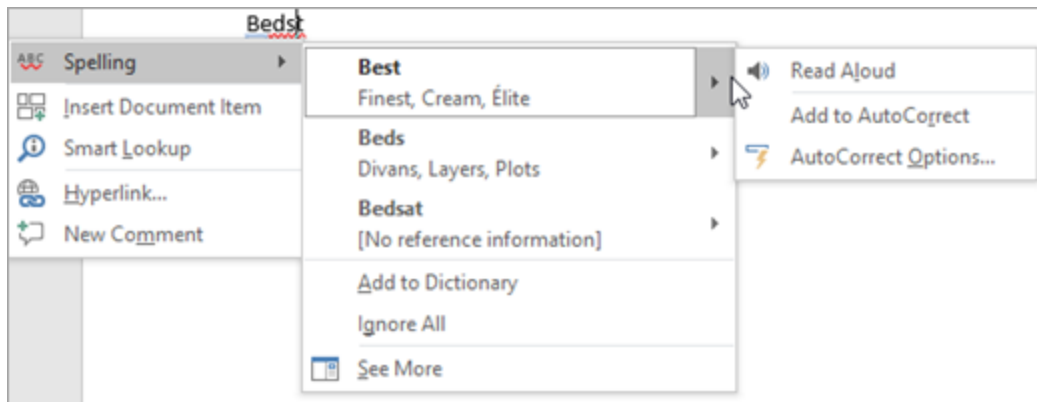 Bedst
ABC Spelling
Insert Document Item
Smart Lookup
Hyperlink...
New Comment
Best
Finest, Cream, Élite
Beds
Divans, Layers, Plots
Bedsat
[No reference information]
Add to Dictionary
Ignore All
See More
Read Aloud
Add to AutoCorrect
AutoCorrect Options...